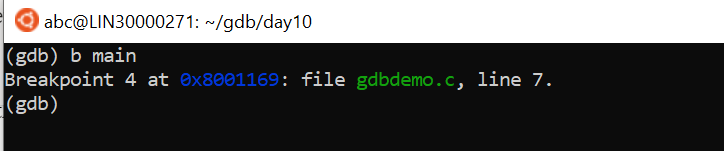 abc@LIN30000271: ~/gdb/day10
(gdb) b main
Breakpoint 4 at 0x8001169: file gdbdemo.c, line 7.
(gdb)